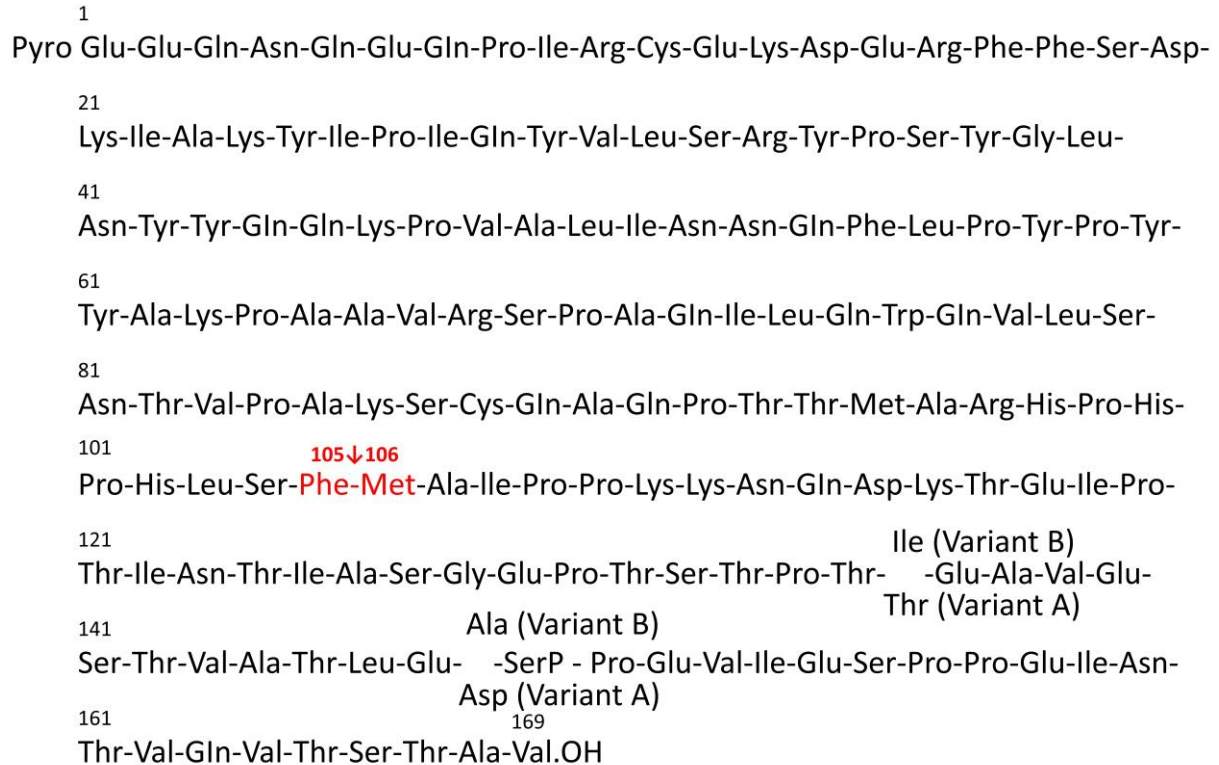 1
Pyro Glu-Glu-Gln-Asn-Gln-Glu-GIn-Pro-Ile-Arg-Cys-Glu-Lys-Asp-Glu-Arg-Phe-Phe-Ser-Asp-
21
Lys-Ile-Ala-Lys-Tyr-Ile-Pro-Ile-GIn-Tyr-Val-Leu-Ser-Arg-Tyr-Pro-Ser-Tyr-Gly-Leu-
41
Asn-Tyr-Tyr-GIn-Gln-Lys-Pro-Val-Ala-Leu-Ile-Asn-Asn-GIn-Phe-Leu-Pro-Tyr-Pro-Tyr-
61
Tyr-Ala-Lys-Pro-Ala-Ala-Val-Arg-Ser-Pro-Ala-GIn-Ile-Leu-Gln-Trp-GIn-Val-Leu-Ser-
81
Asn-Thr-Val-Pro-Ala-Lys-Ser-Cys-GIn-Ala-Gln-Pro-Thr-Thr-Met-Ala-Arg-His-Pro-His-
101 105↓106
Pro-His-Leu-Ser-Phe-Met-Ala-Ile-Pro-Pro-Lys-Lys-Asn-GIn-Asp-Lys-Thr-Glu-Ile-Pro-
121 Ile (Variant B)
Thr-Ile-Asn-Thr-Ile-Ala-Ser-Gly-Glu-Pro-Thr-Ser-Thr-Pro-Thr- -Glu-Ala-Val-Glu-
Thr (Variant A)
141 Ala (Variant B)
Ser-Thr-Val-Ala-Thr-Leu-Glu- -SerP - Pro-Glu-Val-Ile-Glu-Ser-Pro-Pro-Glu-Ile-Asn-
Asp (Variant A)
161 169
Thr-Val-GIn-Val-Thr-Ser-Thr-Ala-Val.OH